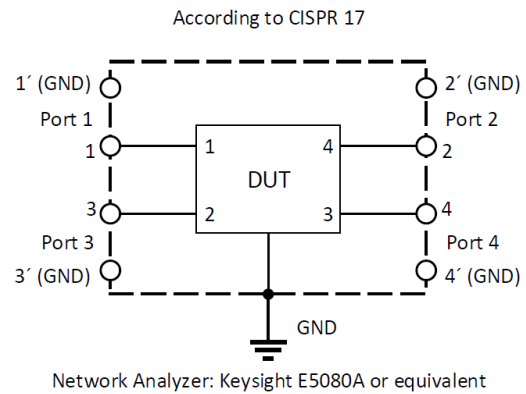 According to CISPR 17
1´ (GND) 2´ (GND)
Port 1 Port 2
1 1 4 2
DUT
3 2 3 4
Port 3 Port 4
3´ (GND) 4´ (GND)
GND
Network Analyzer: Keysight E5080A or equivalent